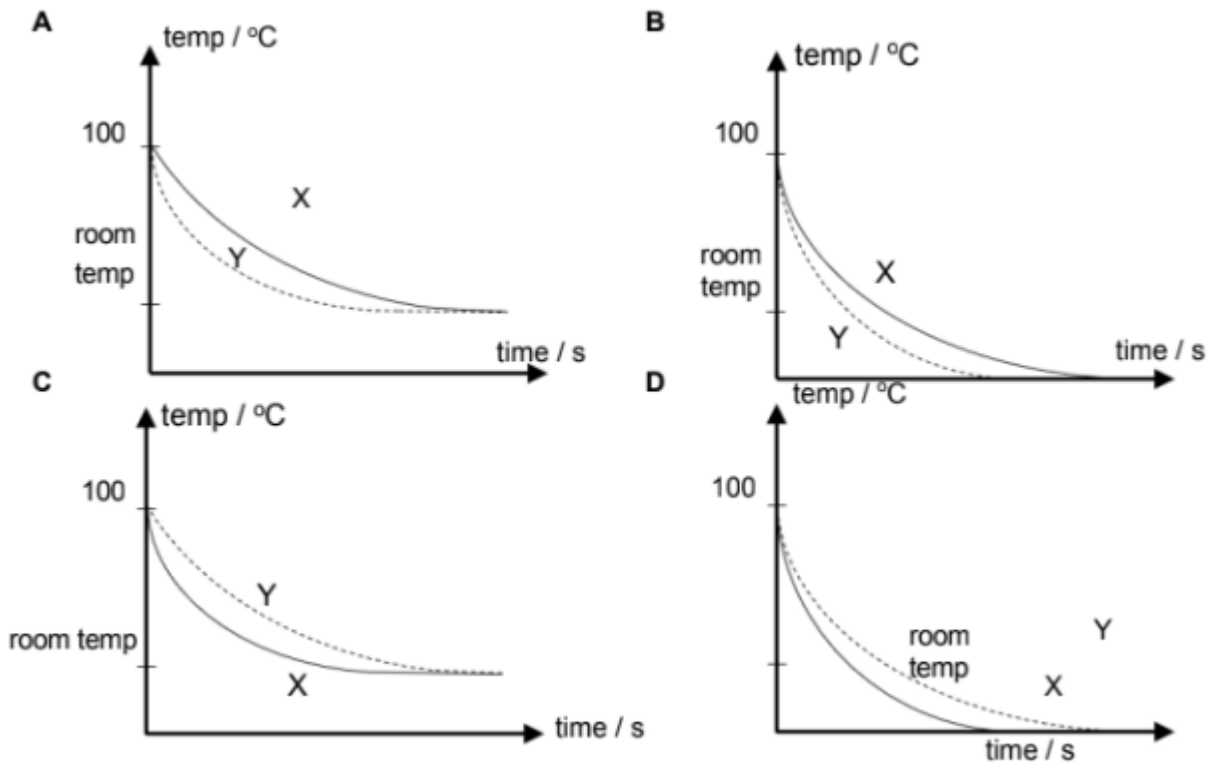 A
temp / ºC
100
room
temp
X
Y
time / s
B
temp / ºC
100
room
temp
X
Y
time / s
C
temp / ºC
100
room temp
Y
X
time / s
D
temp / ºC
100
room
temp
Y
X
time / s